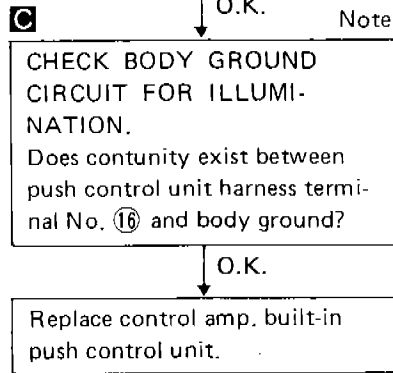 O.K.
C
Note
CHECK BODY GROUND
CIRCUIT FOR ILLUMI-
NATION.
Does contunity exist between
push control unit harness termi-
nal No. ⑯ and body ground?
O.K.
Replace control amp. built-in
push control unit.